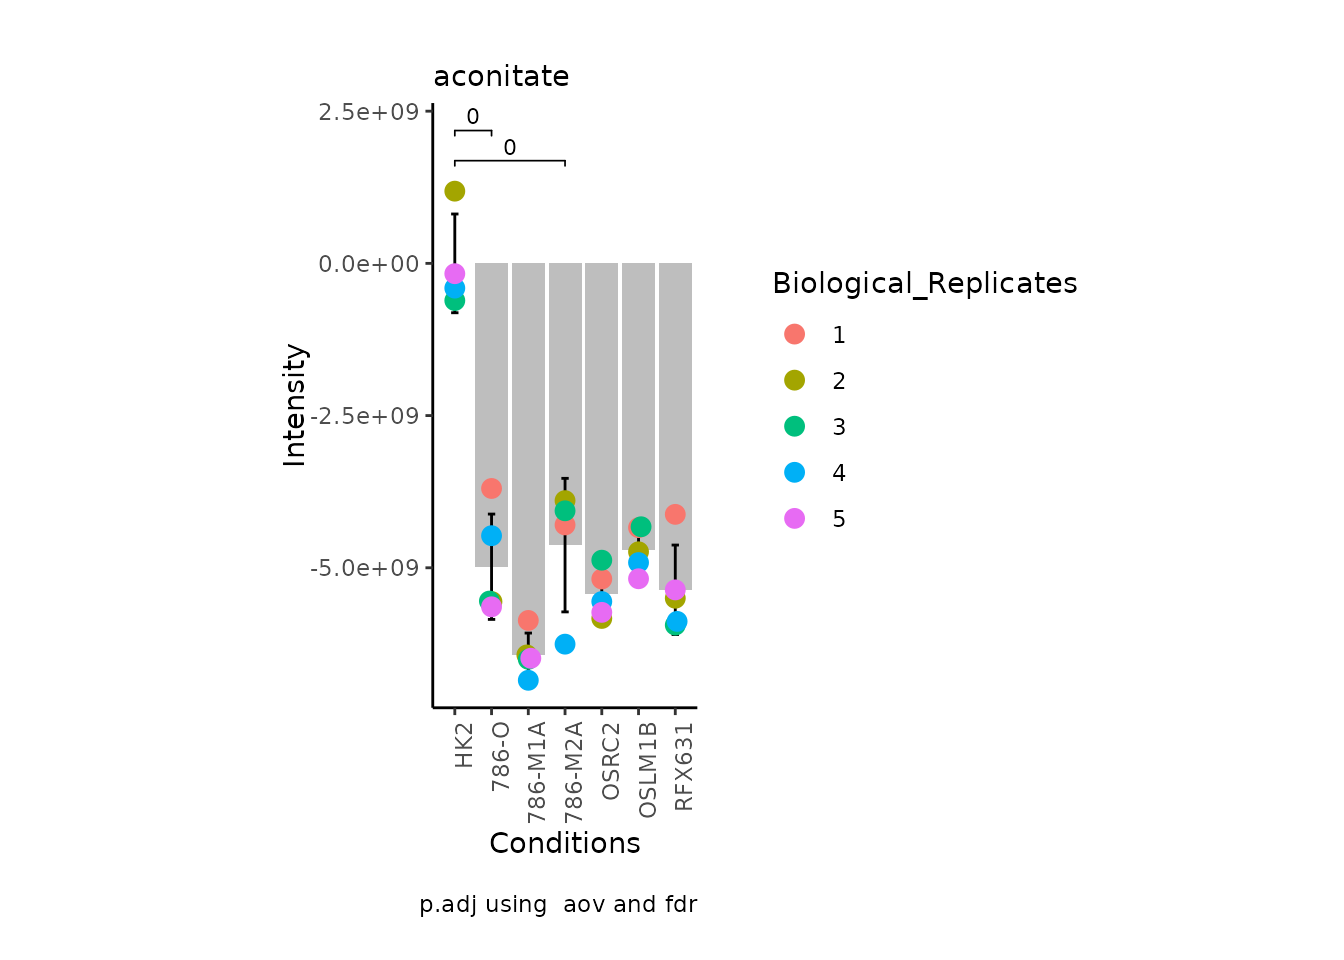 aconitate
2.5e+09
0
0
0.0e+00
-2.5e+09
-5.0e+09
Intensity
HK2
786-O
786-M1A
786-M2A
OSRC2
OSLM1B
RFX631
Conditions
Biological_Replicates
1
2
3
4
5
p.adj using  aov and fdr